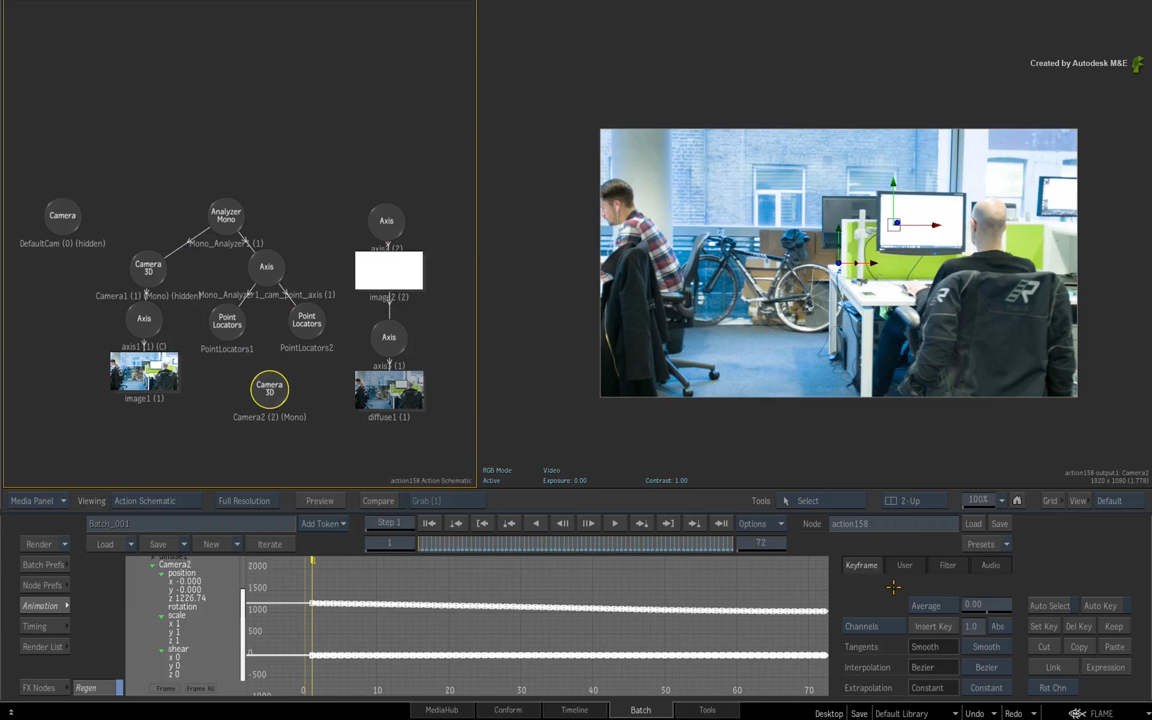 Created by Autodesk M&E
Camera
DefaultCam (0) (hidden)
Analyzer
Mono
Mono_Analyzer1 (1)
Camera
3D
Camera1 (1) (Mono) (hidden)
Axis
Mono_Analyzer1_cam_point_axis (1)
Axis
axis1 (1) (C)
image1 (1)
Point
Locators
PointLocators1
Point
Locators
PointLocators2
Camera
3D
Camera2 (2) (Mono)
Axis
image2 (2)
Axis
diffuse1 (1)
action158 Action Schematic
RGB Mode Video
Active Exposure: 0.00 Contrast: 1.00
action158 output1: Camera2
1920 x 1080 (1.778)
Media Panel Viewing Action Schematic Full Resolution Preview Compare Grab [1] Tools Select 2-Up 100% Grid View Default
Batch_001 Add Token Step 1 Options Node action158 Load Save
Render Load Save New Iterate 1 72 Presets
Batch Prefs
Node Prefs
Animation
Timing
Render List
FX Nodes Regen
Camera2
position
x -0.000
y -0.000
z 1226.74
rotation
scale
x 1
y 1
z 1
shear
x 0
y 0
z 0
Frame Frame All
2000
1500
1000
500
0
-500
0 10 20 30 40 50 60 70
Keyframe User Filter Audio
Average 0.00 Auto Select Auto Key
Channels Insert Key 1.0 Abs Set Key Del Key Keep
Tangents Smooth Smooth Cut Copy Paste
Interpolation Bezier Bezier Link Expression
Extrapolation Constant Constant Rst Chn
MediaHub Conform Timeline Batch Tools Desktop Save Default Library Undo Redo FLAME